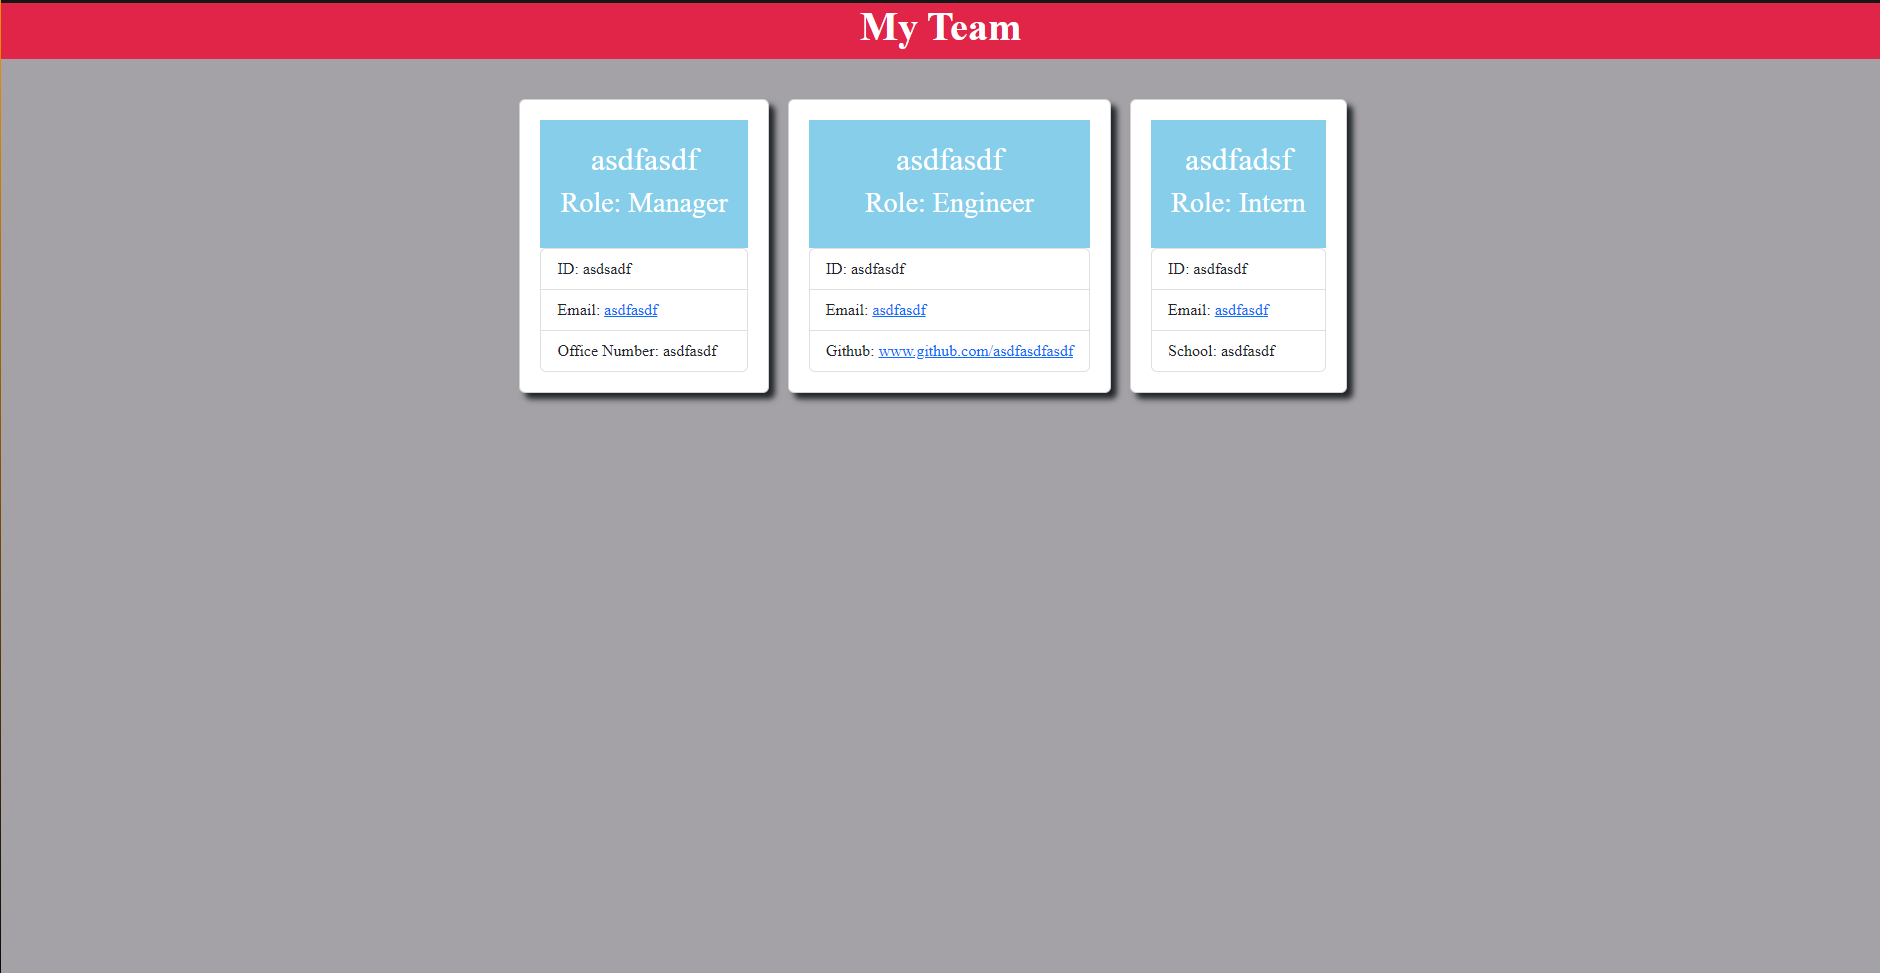 My Team
asdfasdf
Role: Manager
ID: asdsadf
Email: asdfasdf
Office Number: asdfasdf
asdfasdf
Role: Engineer
ID: asdfasdf
Email: asdfasdf
Github: www.github.com/asdfasdfasdf
asdfadsf
Role: Intern
ID: asdfasdf
Email: asdfasdf
School: asdfasdf